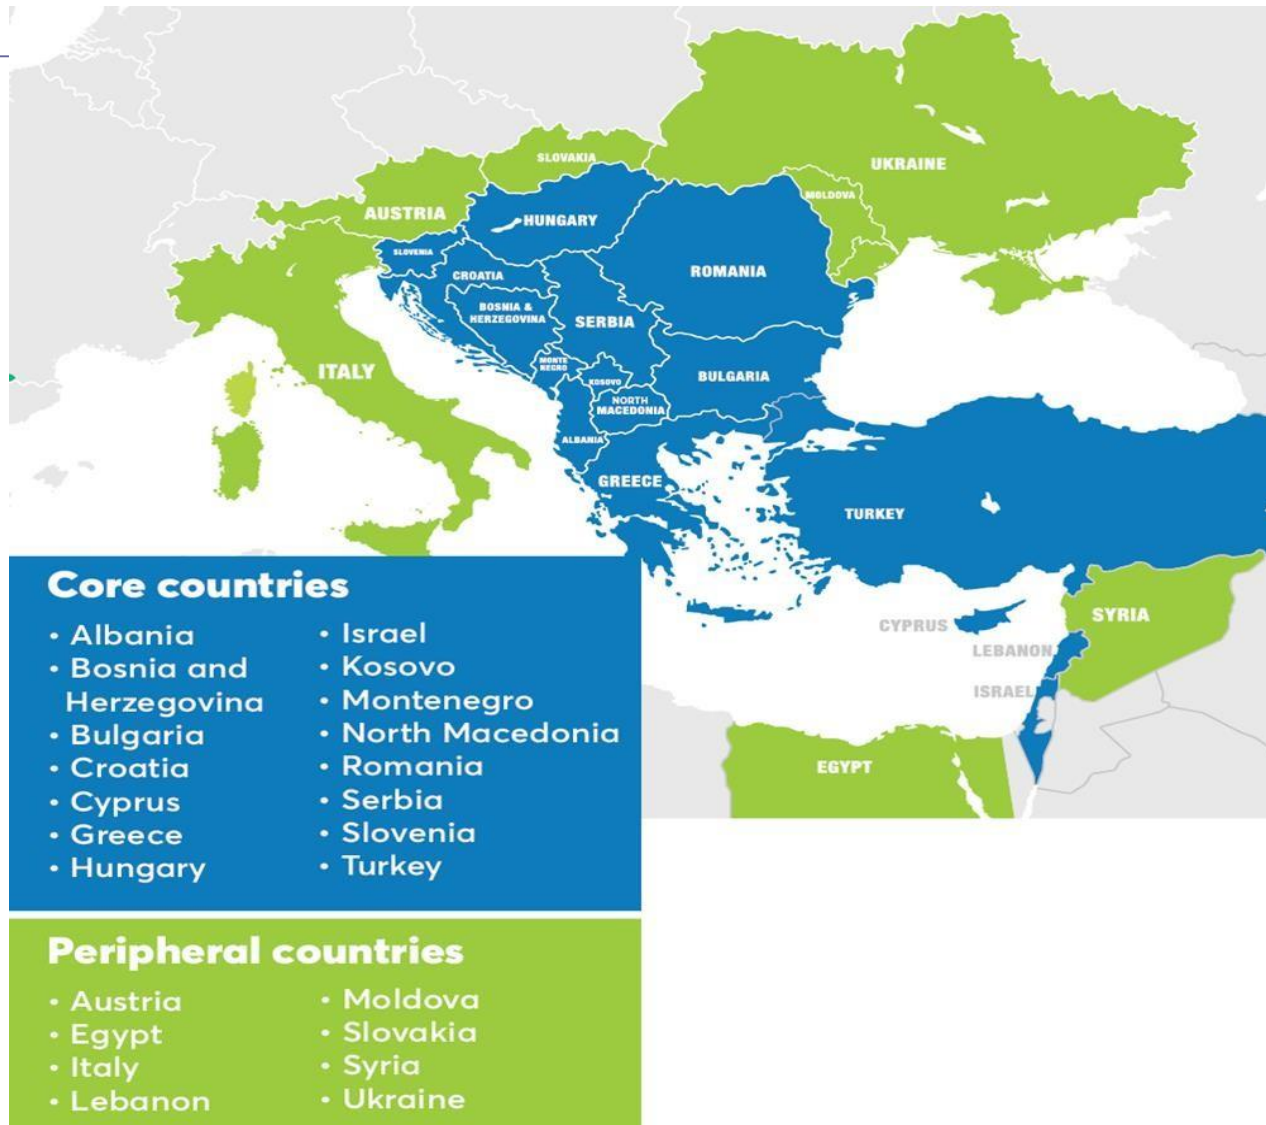 SLOVAKIA
UKRAINE
MOLDOVA
AUSTRIA
HUNGARY
SLOVENIA
CROATIA
ROMANIA
BOSNIA &
HERZEGOVINA
SERBIA
ITALY
MONTE
NEGRO
KOSOVO
BULGARIA
NORTH
MACEDONIA
ALBANIA
GREECE
TURKEY
CYPRUS
SYRIA
LEBANON
ISRAEL
EGYPT
Core countries
• Albania
• Bosnia and
Herzegovina
• Bulgaria
• Croatia
• Cyprus
• Greece
• Hungary
• Israel
• Kosovo
• Montenegro
• North Macedonia
• Romania
• Serbia
• Slovenia
• Turkey
Peripheral countries
• Austria
• Egypt
• Italy
• Lebanon
• Moldova
• Slovakia
• Syria
• Ukraine